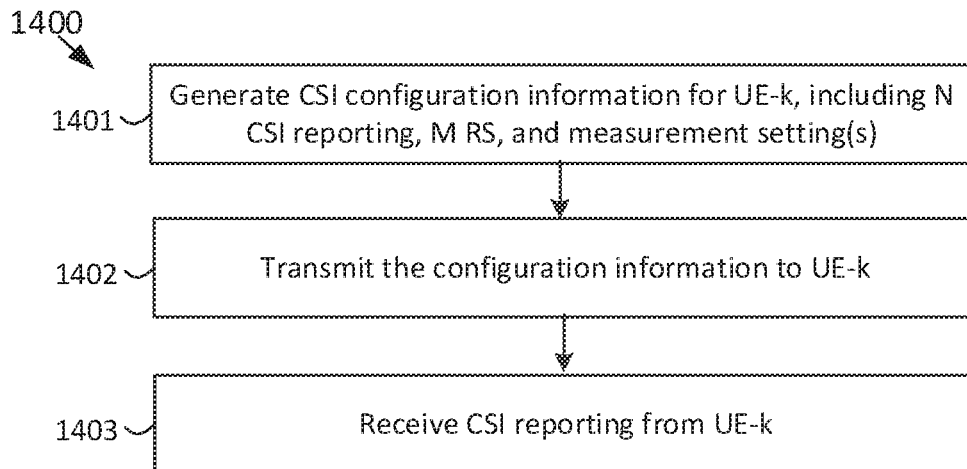 1400
1401
Generate CSI configuration information for UE-k, including N
CSI reporting, M RS, and measurement setting(s)
1402
Transmit the configuration information to UE-k
1403
Receive CSI reporting from UE-k